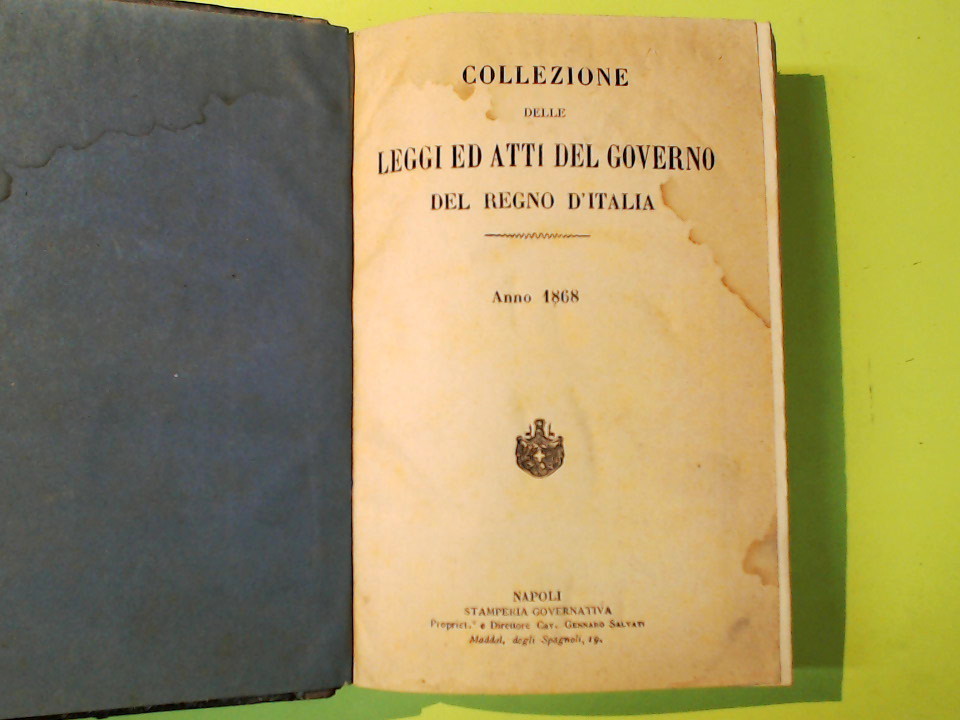 COLLEZIONE
DELLE
LEGGI ED ATTI DEL GOVERNO
DEL REGNO D'ITALIA
Anno 1868
NAPOLI
STAMPERIA GOVERNATIVA
Propriet.° e Direttore Cav. Gennaro Salvati
Maddal. degli Spagnoli, 19.